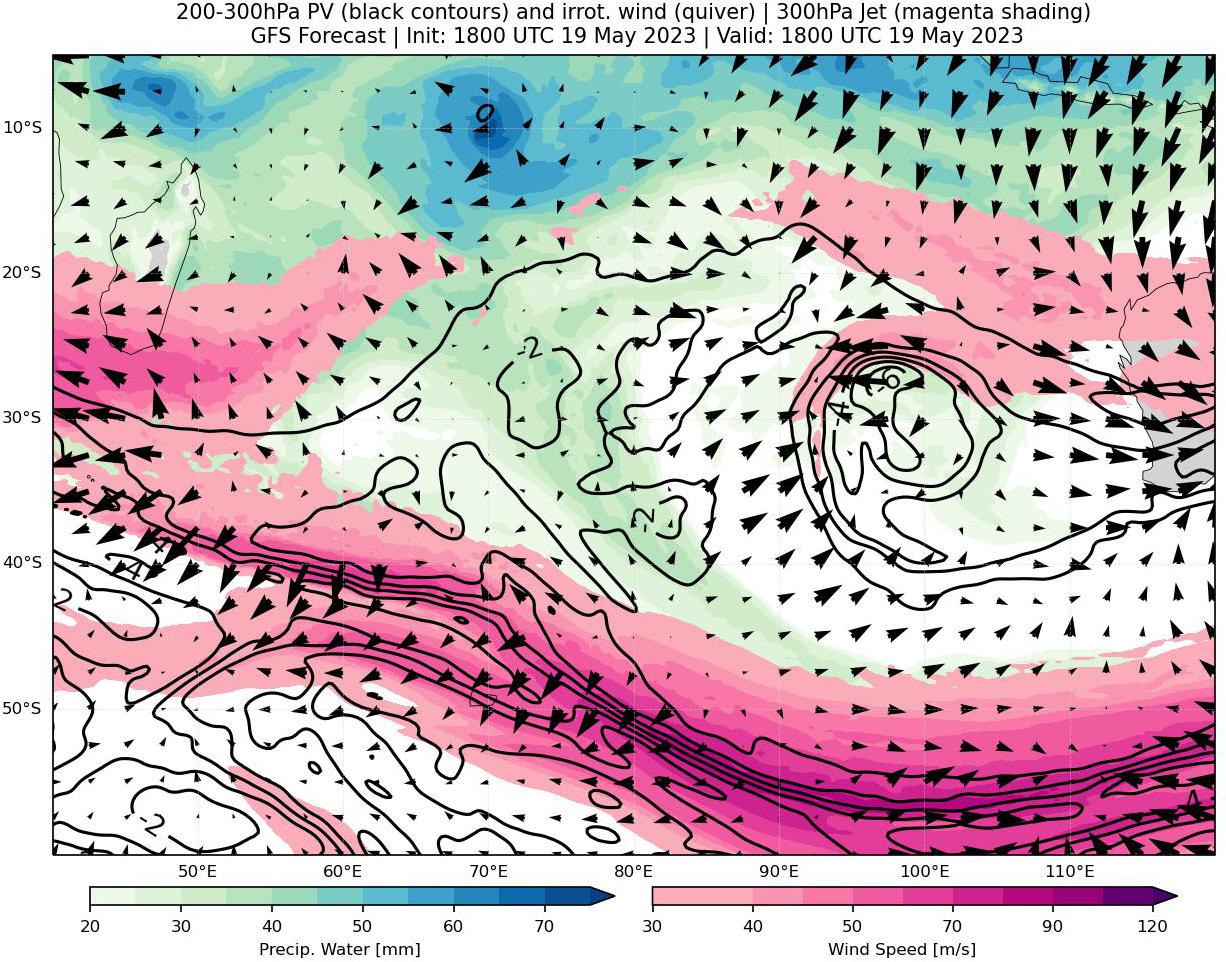 200-300hPa PV (black contours) and irrot. wind (quiver) | 300hPa Jet (magenta shading)
GFS Forecast | Init: 1800 UTC 19 May 2023 | Valid: 1800 UTC 19 May 2023
0
10°S
20°S
-2
-6
30°S
-4
-2
-4
40°S
-4
-2
50°S
-4
-2
50°E 60°E 70°E 80°E 90°E 100°E 110°E
20 30 40 50 60 70
30 40 50 70 90 120
Precip. Water [mm]
Wind Speed [m/s]